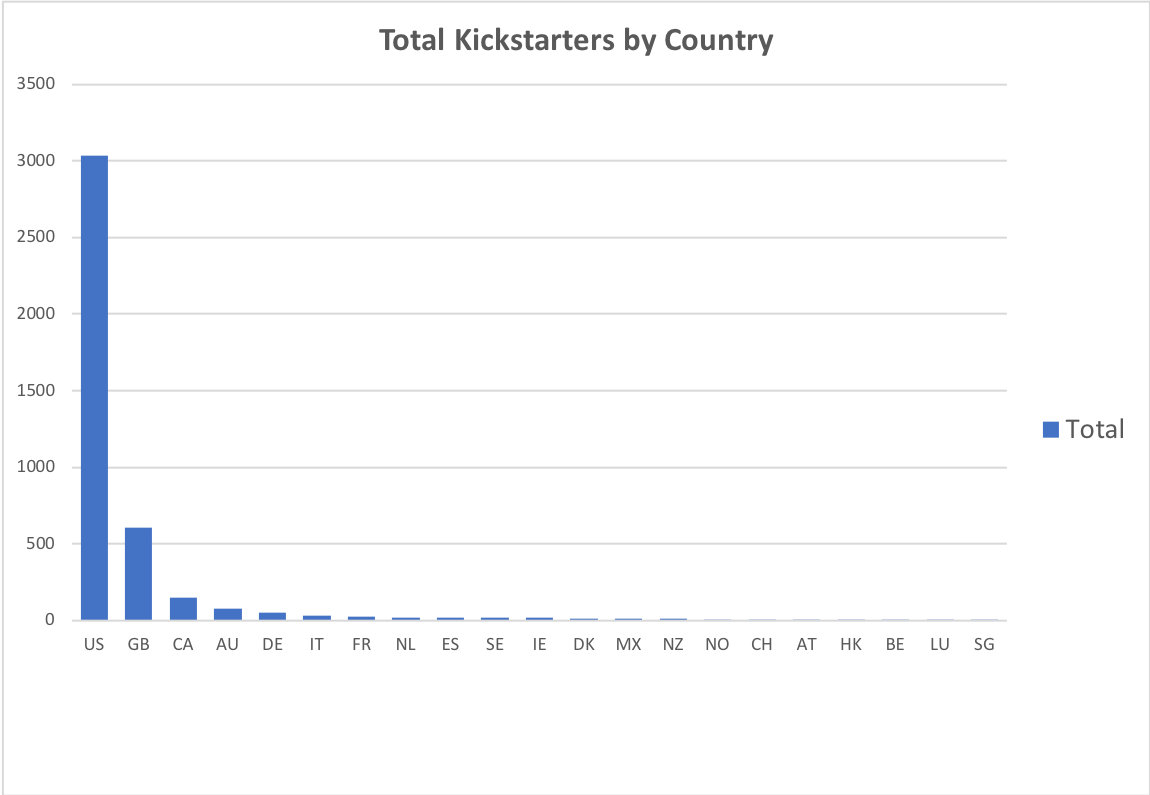 Total Kickstarters by Country
3500
3000
2500
2000
1500
1000
500
0
US GB CA AU DE IT FR NL ES SE IE DK MX NZ NO CH AT HK BE LU SG
Total